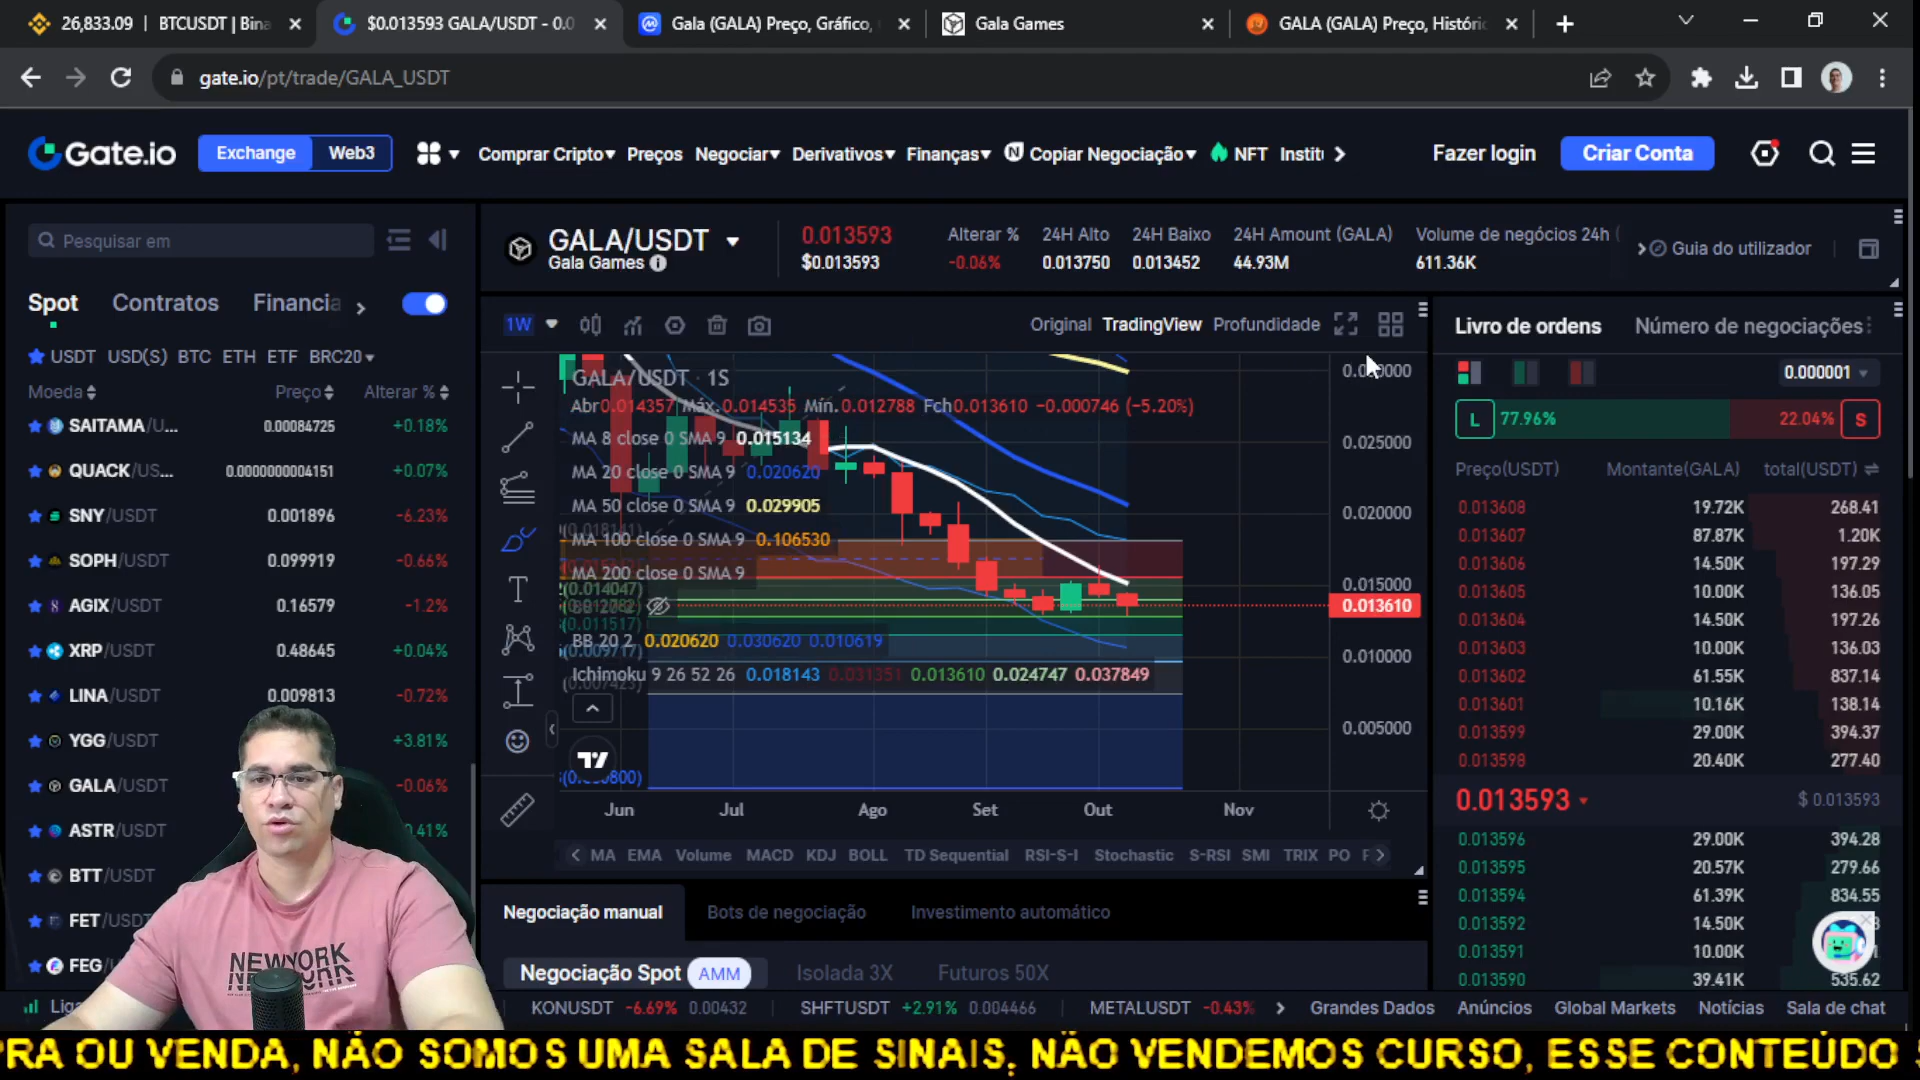 26,833.09 | BTCUSDT | Bina
$0.013593 GALA/USDT - 0.0
Gala (GALA) Preço, Gráfico,
Gala Games
GALA (GALA) Preço, Históri
gate.io/pt/trade/GALA_USDT
Gate.io
Exchange
Web3
Comprar Cripto
Preços
Negociar
Derivativos
Finanças
Copiar Negociação
NFT
Institu
Fazer login
Criar Conta
Pesquisar em
GALA/USDT
Gala Games
0.013593
$0.013593
Alterar %
-0.06%
24H Alto
0.013750
24H Baixo
0.013452
24H Amount (GALA)
44.93M
Volume de negócios 24h (
611.36K
Guia do utilizador
Spot
Contratos
Financia
USDT USD(S) BTC ETH ETF BRC20
Moeda Preço Alterar %
SAITAMA/U... 0.00084725 +0.18%
QUACK/US... 0.0000000004151 +0.07%
SNY/USDT 0.001896 -6.23%
SOPH/USDT 0.099919 -0.66%
AGIX/USDT 0.16579 -1.2%
XRP/USDT 0.48645 +0.04%
LINA/USDT 0.009813 -0.72%
YGG/USDT +3.81%
GALA/USDT -0.06%
ASTR/USDT 0.41%
BTT/USDT
FET/USDT
FEG/
1W
Original
TradingView
Profundidade
GALA/USDT · 1S
Abr0.014357 Máx.0.014535 Mín.0.012788 Fch0.013610 -0.000746 (-5.20%)
MA 8 close 0 SMA 9 0.015134
MA 20 close 0 SMA 9 0.020620
MA 50 close 0 SMA 9 0.029905
MA 100 close 0 SMA 9 0.106530
MA 200 close 0 SMA 9
BB 20 2
BB 20 2 0.020620 0.030620 0.010619
Ichimoku 9 26 52 26 0.018143 0.031351 0.013610 0.024747 0.037849
(0.014047)
(0.011517)
0.025000
0.020000
0.015000
0.013610
0.010000
0.005000
Jun Jul Ago Set Out Nov
MA EMA Volume MACD KDJ BOLL TD Sequential RSI-S-I Stochastic S-RSI SMI TRIX PO
Negociação manual
Bots de negociação
Investimento automático
Negociação Spot AMM
Isolada 3X
Futuros 50X
Livro de ordens
Número de negociações
0.000001
L 77.96% 22.04% S
Preço(USDT) Montante(GALA) total(USDT)
0.013608 19.72K 268.41
0.013607 87.87K 1.20K
0.013606 14.50K 197.29
0.013605 10.00K 136.05
0.013604 14.50K 197.26
0.013603 10.00K 136.03
0.013602 61.55K 837.14
0.013601 10.16K 138.14
0.013599 29.00K 394.37
0.013598 20.40K 277.40
0.013593 $ 0.013593
0.013596 29.00K 394.28
0.013595 20.57K 279.66
0.013594 61.39K 834.55
0.013592 14.50K
0.013591 10.00K
0.013590 39.41K 535.62
NEWYORK
Liga
KONUSDT -6.69% 0.00432
SHFTUSDT +2.91% 0.004466
METALUSDT -0.43%
Grandes Dados
Anúncios
Global Markets
Notícias
Sala de chat
PRA OU VENDA, NÃO SOMOS UMA SALA DE SINAIS, NÃO VENDEMOS CURSO, ESSE CONTEÚDO